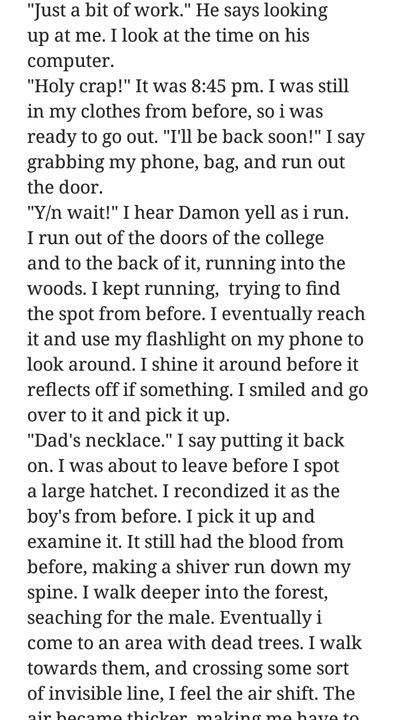 "Just a bit of work." He says looking
up at me. I look at the time on his
computer.
"Holy crap!" It was 8:45 pm. I was still
in my clothes from before, so i was
ready to go out. "I'll be back soon!" I say
grabbing my phone, bag, and run out
the door.
"Y/n wait!" I hear Damon yell as i run.
I run out of the doors of the college
and to the back of it, running into the
woods. I kept running,  trying to find
the spot from before. I eventually reach
it and use my flashlight on my phone to
look around. I shine it around before it
reflects off if something. I smiled and go
over to it and pick it up.
"Dad's necklace." I say putting it back
on. I was about to leave before I spot
a large hatchet. I recondized it as the
boy's from before. I pick it up and
examine it. It still had the blood from
before, making a shiver run down my
spine. I walk deeper into the forest,
seaching for the male. Eventually i
come to an area with dead trees. I walk
towards them, and crossing some sort
of invisible line, I feel the air shift. The
air became thicker, making me have to